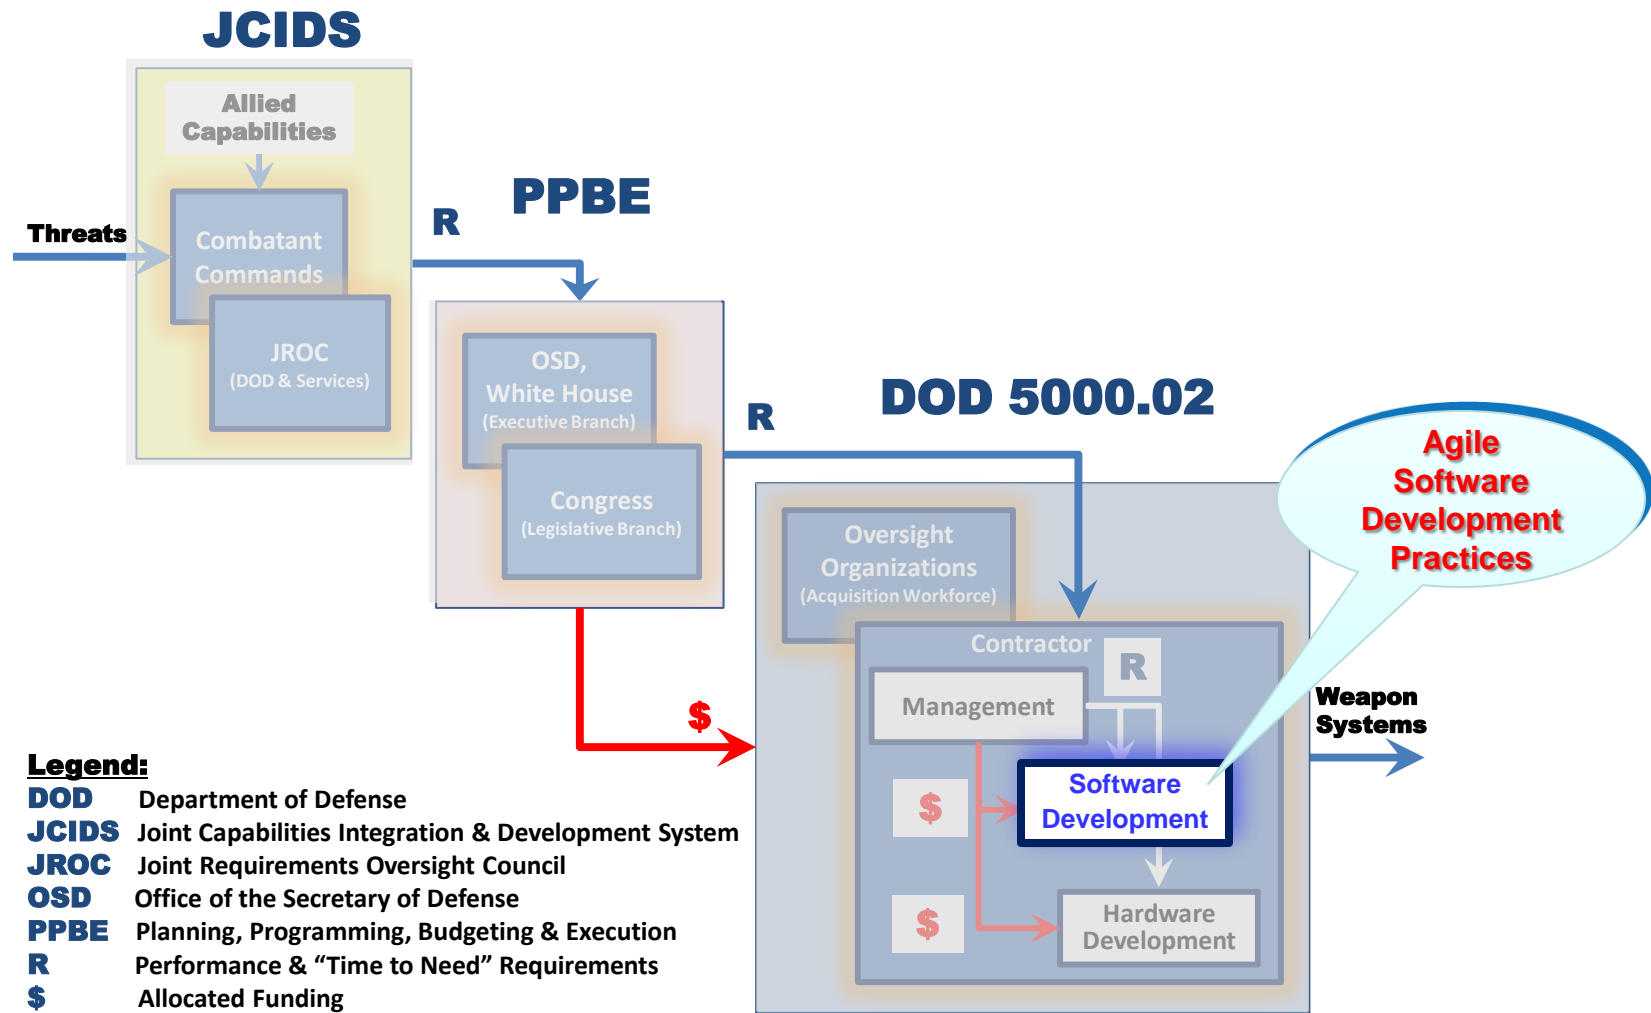 JCIDS
Allied
Capabilities
Threats
Combatant
Commands
JROC
(DOD & Services)
R
PPBE
OSD,
White House
(Executive Branch)
Congress
(Legislative Branch)
R
DOD 5000.02
Agile
Software
Development
Practices
Oversight
Organizations
(Acquisition Workforce)
Contractor
R
Management
$
Software
Development
$
$
Hardware
Development
Weapon
Systems
Legend:
DOD Department of Defense
JCIDS Joint Capabilities Integration & Development System
JROC Joint Requirements Oversight Council
OSD Office of the Secretary of Defense
PPBE Planning, Programming, Budgeting & Execution
R Performance & “Time to Need” Requirements
$ Allocated Funding